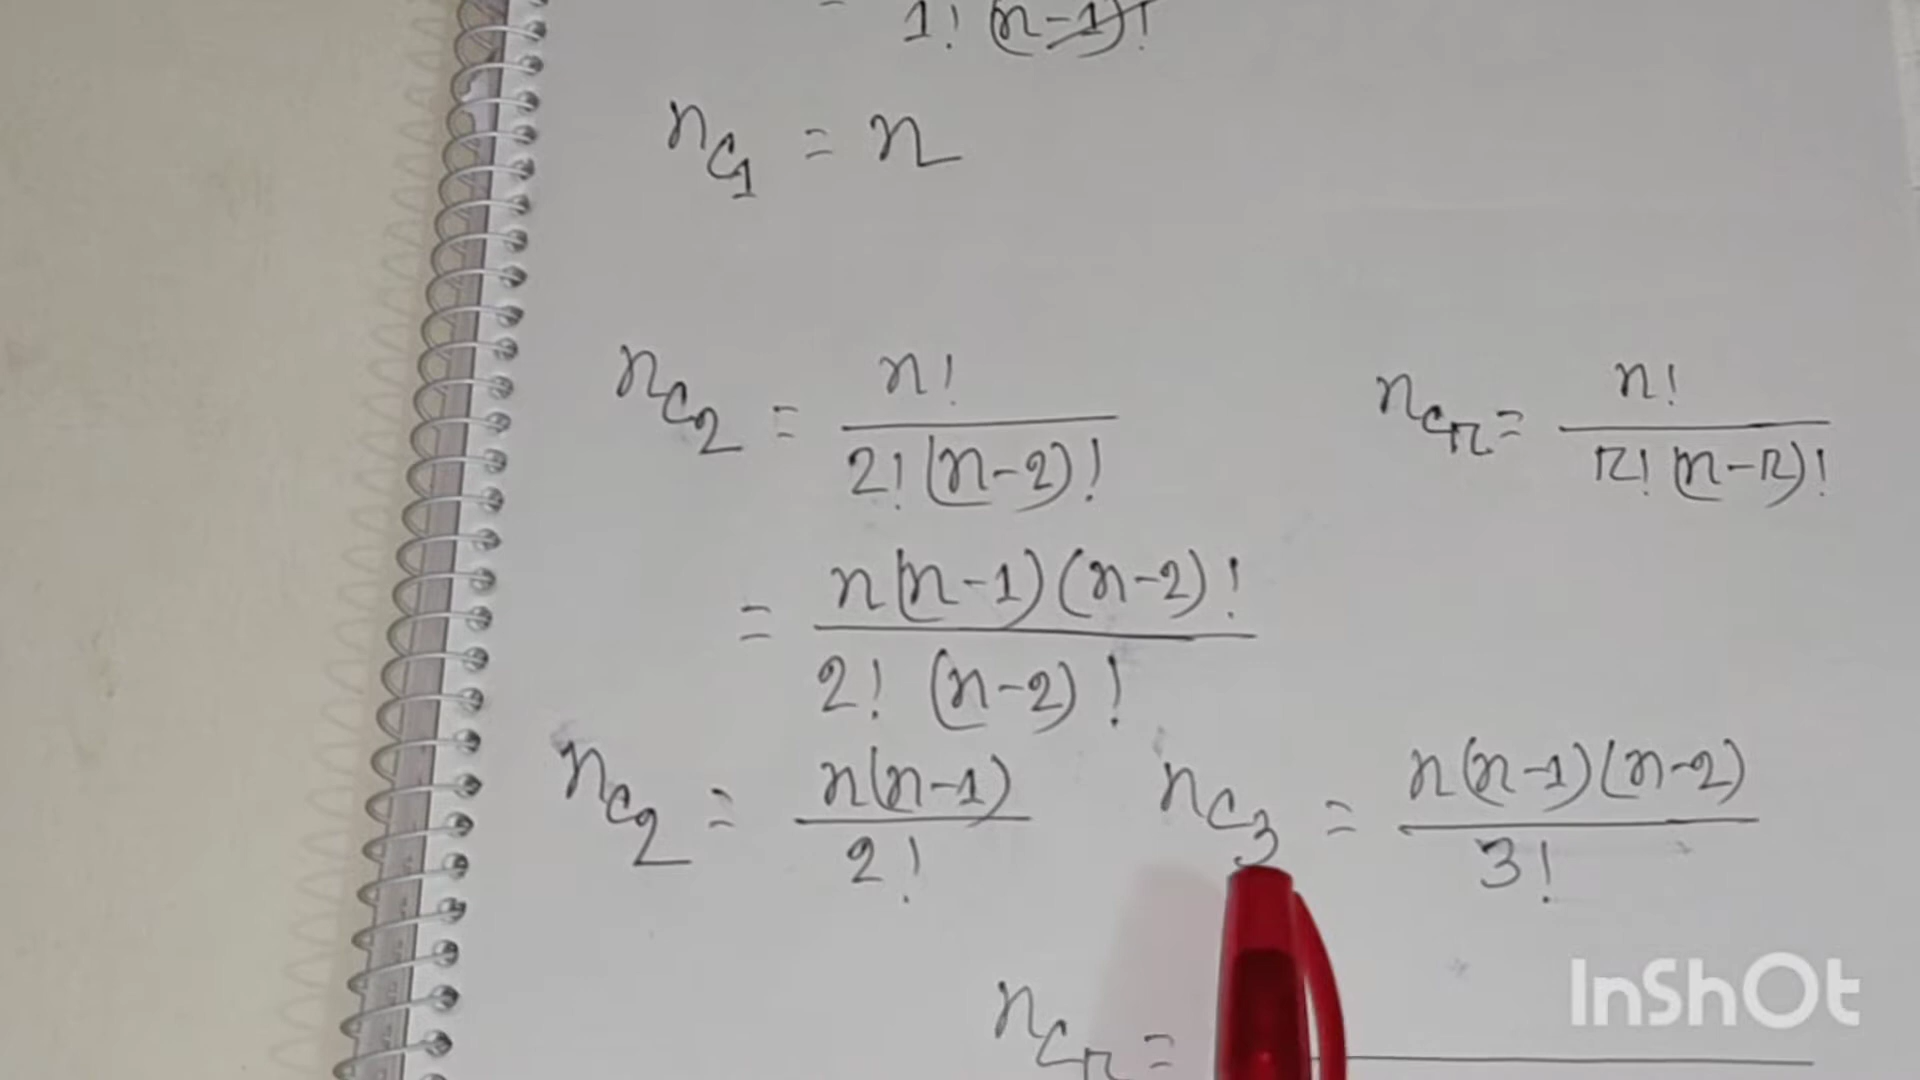 1! (n-1)!
nC1 = n
nC2 = n! / 2! (n-2)!
nCr = n! / r! (n-r)!
= n(n-1)(n-2)! / 2! (n-2)!
nC2 = n(n-1) / 2!
nC3 = n(n-1)(n-2) / 3!
nCr =
InShOt